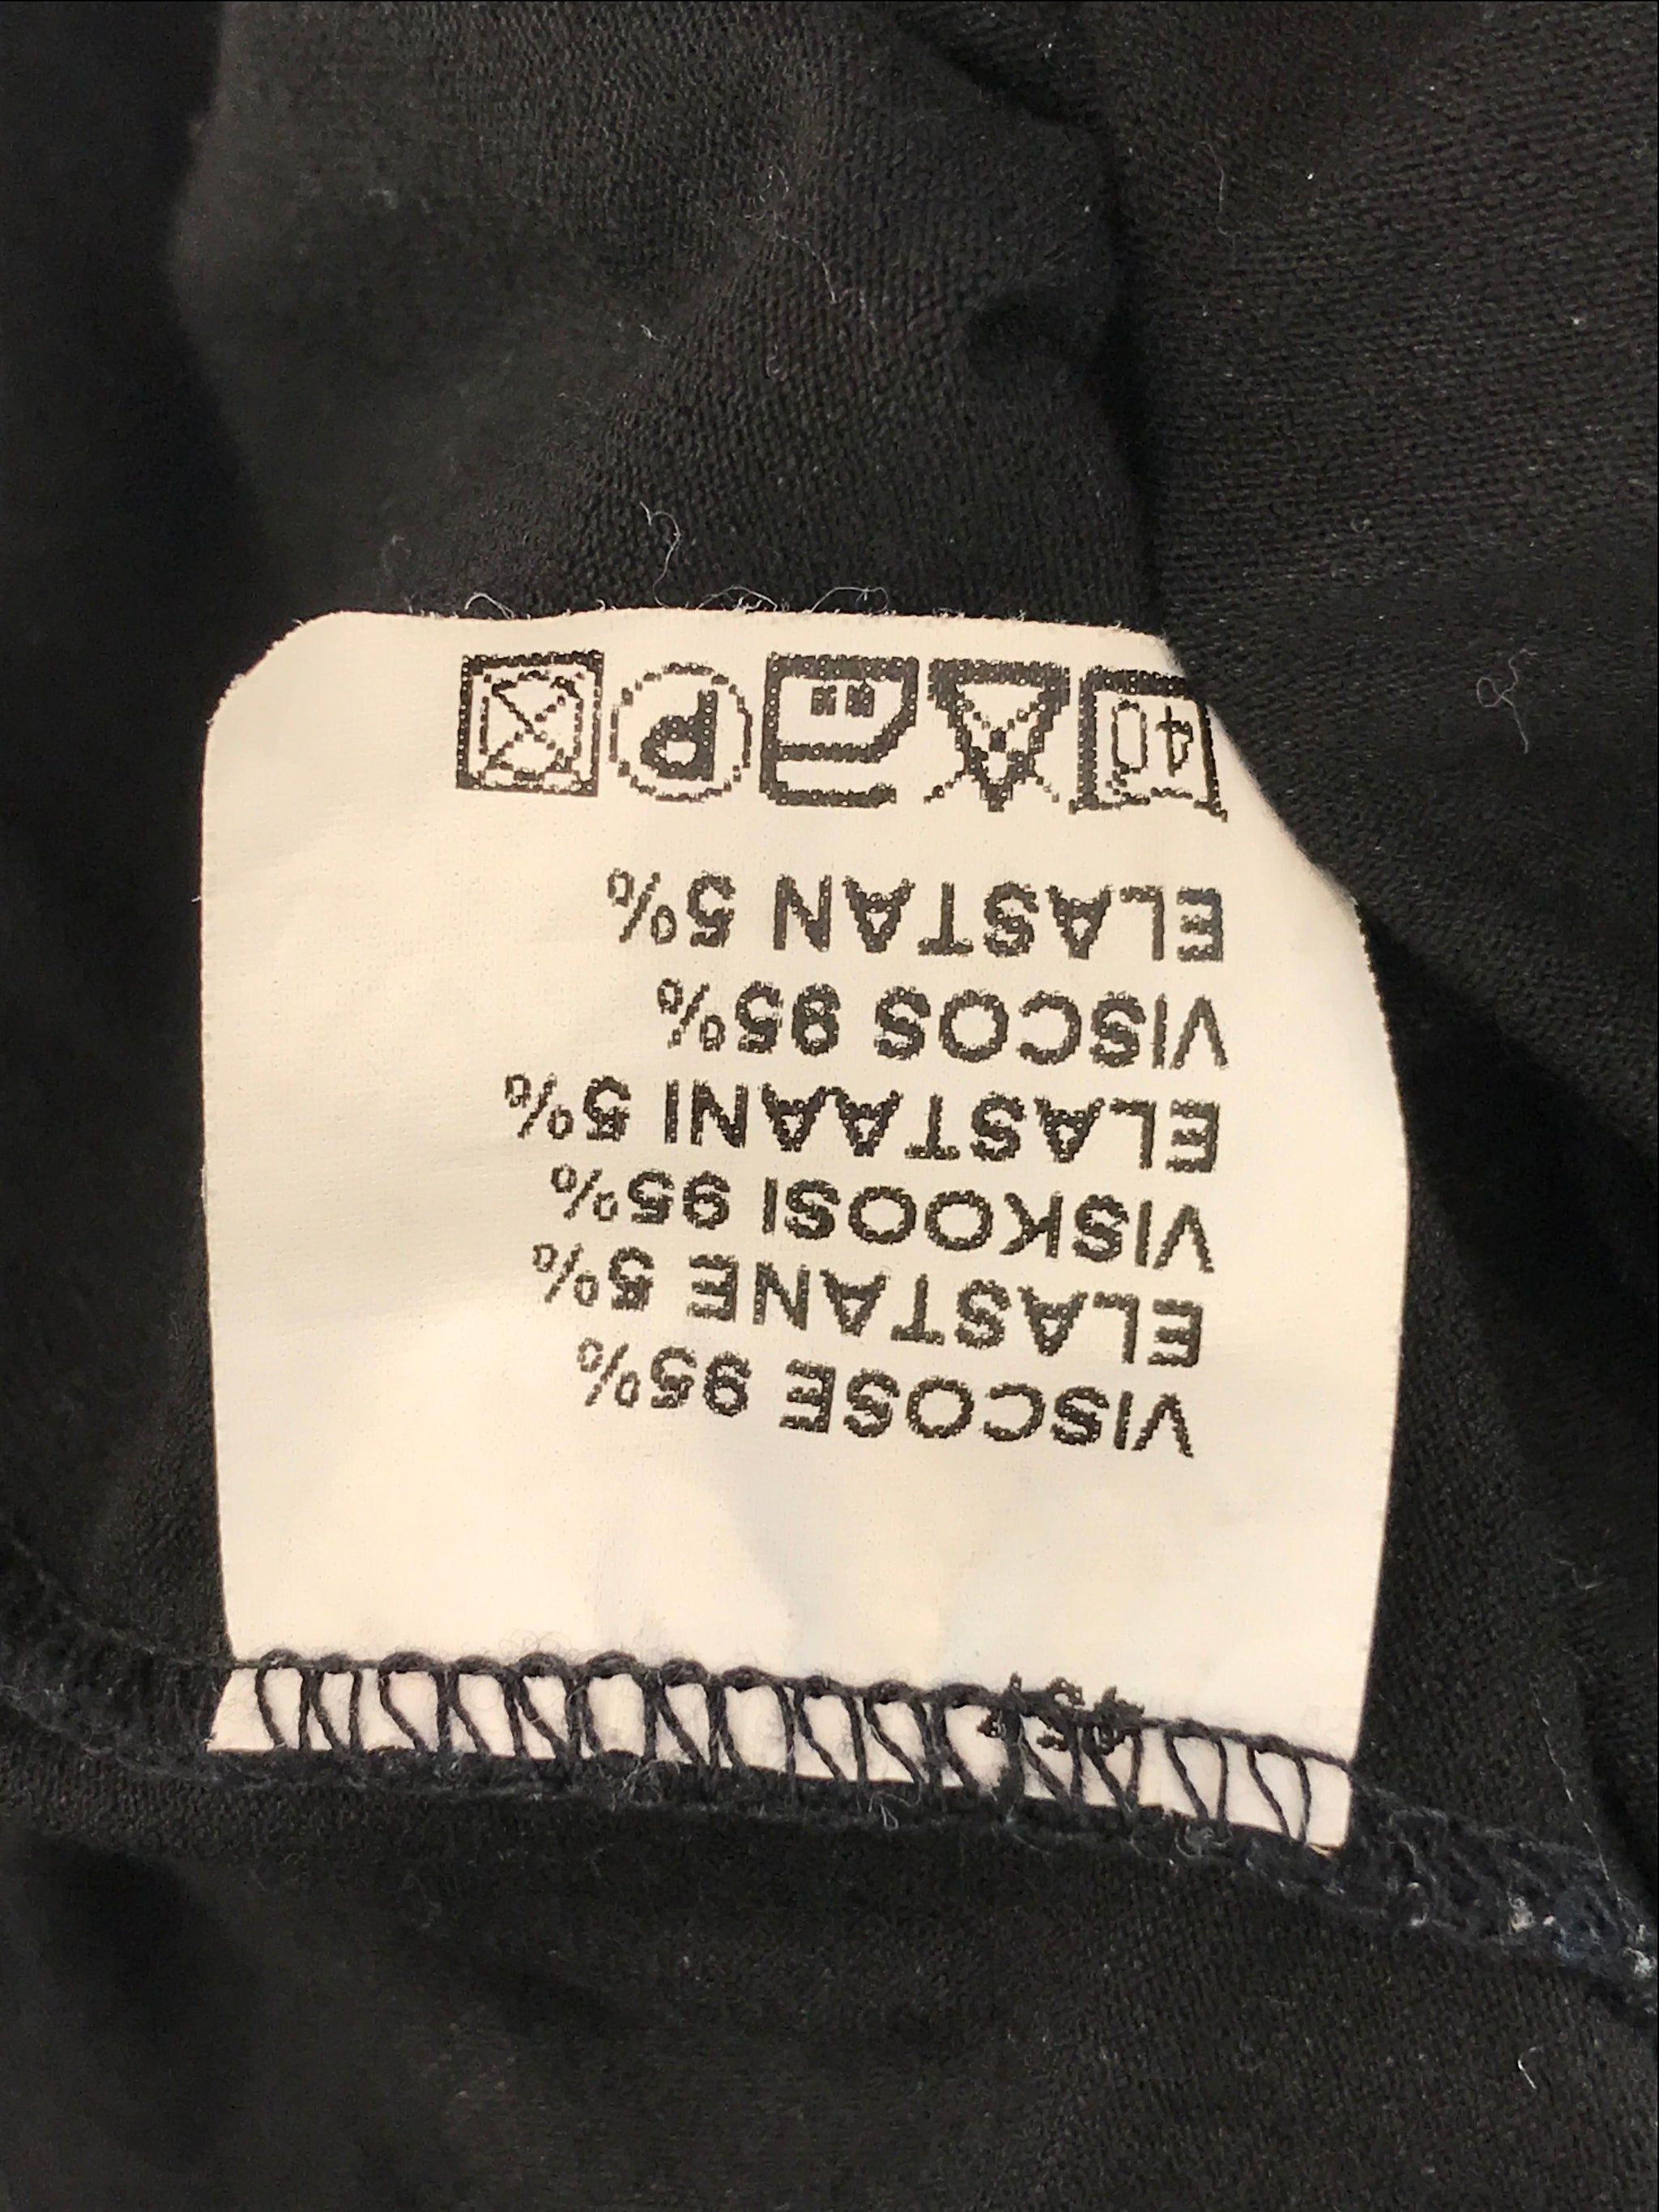 VISCOSE 95%
ELASTANE 5%
VISKOOSI 95%
ELASTAANI 5%
VISCOS 95%
ELASTAN 5%
40 P